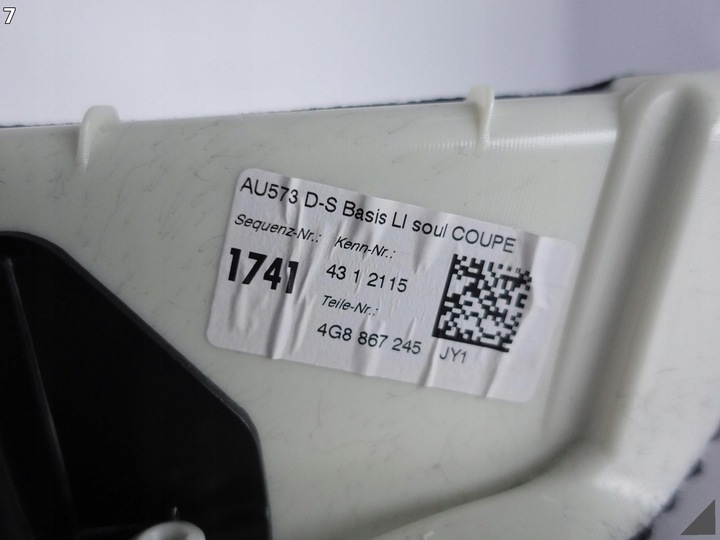 7
AU573 D-S Basis LI soul COUPE
Sequenz-Nr.: Kenn-Nr.:
1741 43 1 2115
Teile-Nr.:
4G8 867 245 JY1